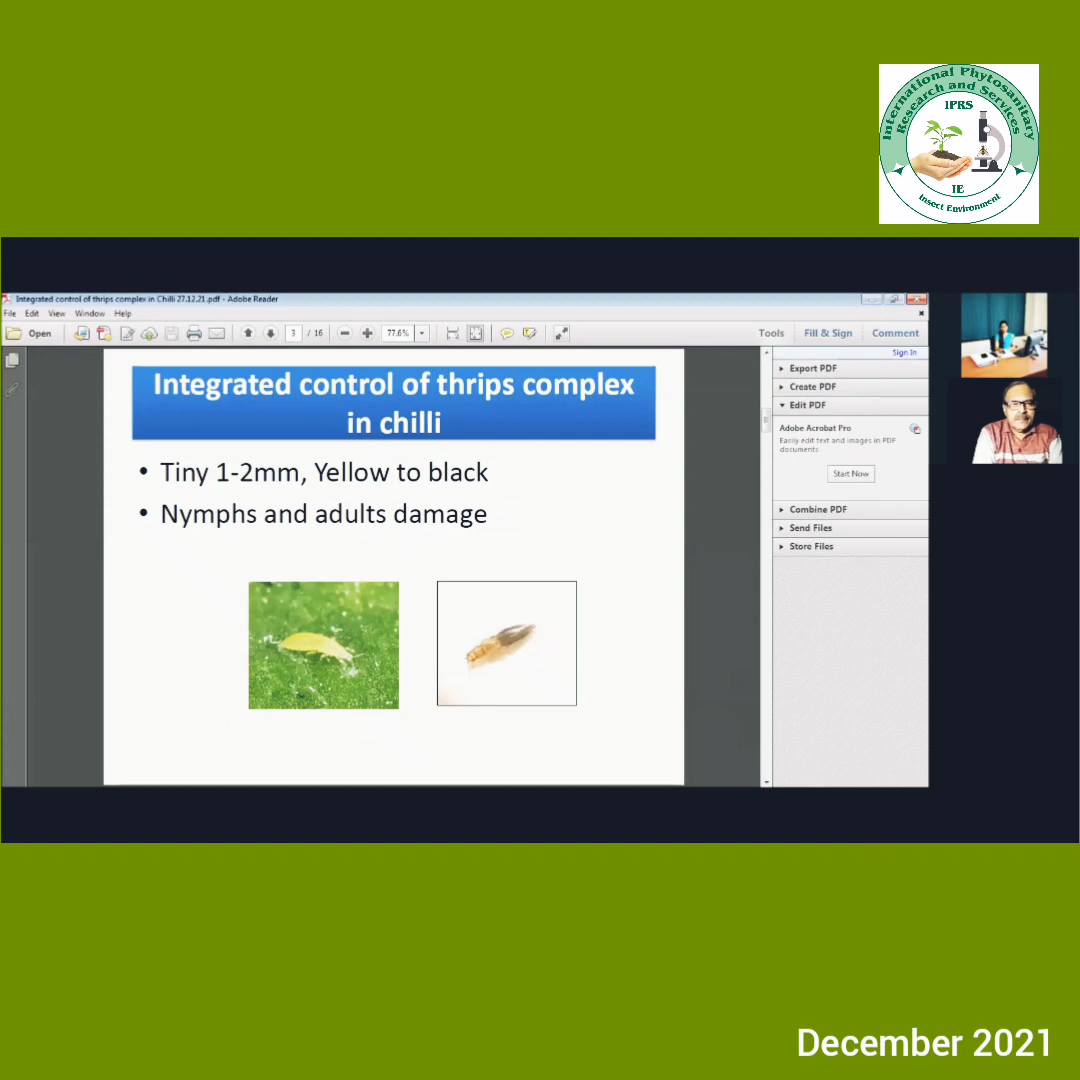 International Phytosanitary
Research and Services
IPRS
IE
Insect Environment
Integrated control of thrips complex in Chilli 27.12.21.pdf - Adobe Reader
File Edit View Window Help
Open 3 / 16 77.6% Tools Fill & Sign Comment
Sign In
Integrated control of thrips complex
in chilli
• Tiny 1-2mm, Yellow to black
• Nymphs and adults damage
Export PDF
Create PDF
Edit PDF
Adobe Acrobat Pro
Easily edit text and images in PDF
documents
Start Now
Combine PDF
Send Files
Store Files
December 2021